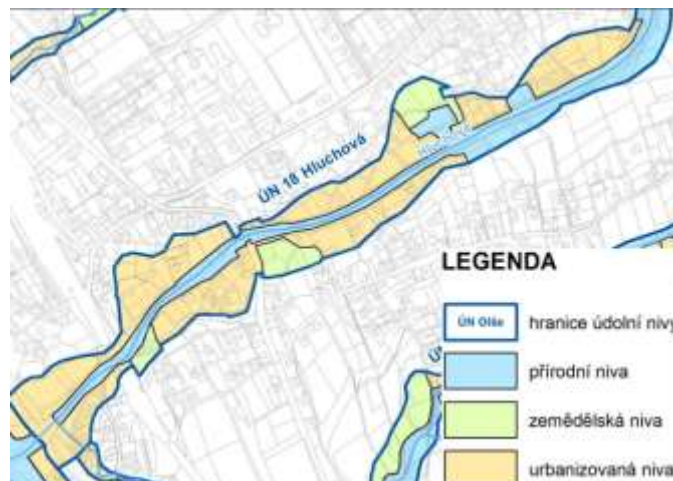 ÚN 18 Hluchová
LEGENDA
ÚN Olše
hranice údolní nivy
přírodní niva
zemědělská niva
urbanizovaná niva